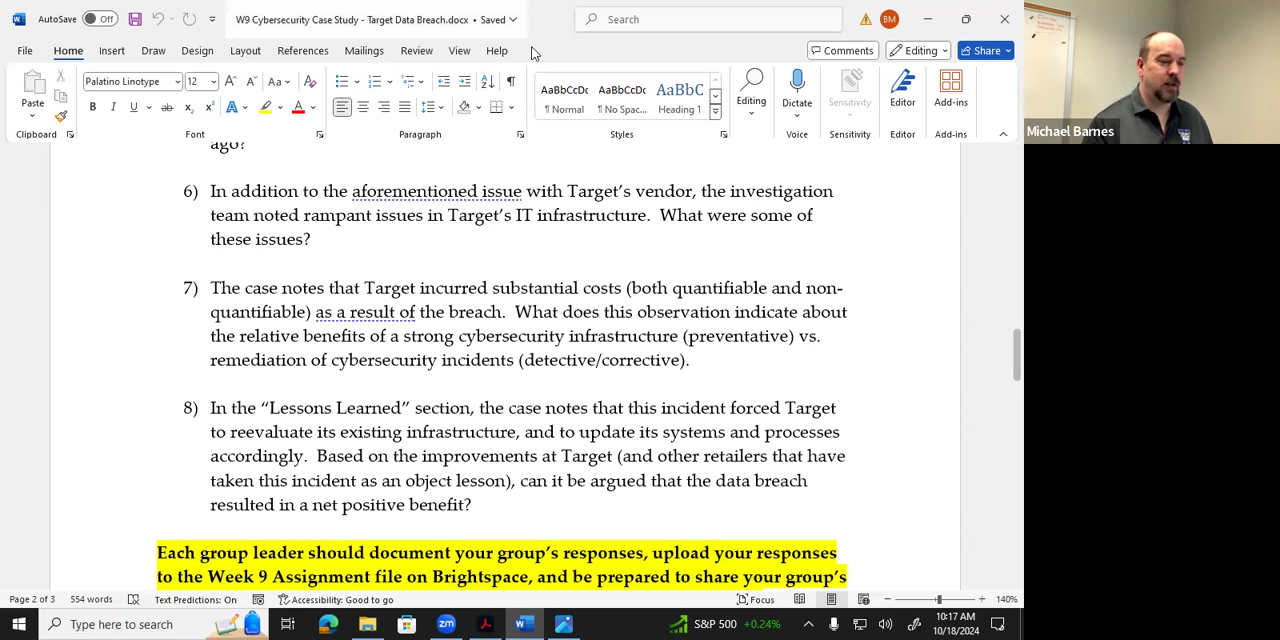 AutoSave Off W9 Cybersecurity Case Study - Target Data Breach.docx • Saved Search BM
File Home Insert Draw Design Layout References Mailings Review View Help Comments Editing Share
Palatino Linotype 12 A A Aa A AaBbCcDc AaBbCcDc AaBbC
Paste B I U ab x₂ x² A A ¶ Normal ¶ No Spac... Heading 1 Editing Dictate Sensitivity Editor Add-ins
Clipboard Font Paragraph Styles Voice Sensitivity Editor Add-ins
Michael Barnes
ago?
6) In addition to the aforementioned issue with Target’s vendor, the investigation
team noted rampant issues in Target’s IT infrastructure. What were some of
these issues?
7) The case notes that Target incurred substantial costs (both quantifiable and non-
quantifiable) as a result of the breach. What does this observation indicate about
the relative benefits of a strong cybersecurity infrastructure (preventative) vs.
remediation of cybersecurity incidents (detective/corrective).
8) In the “Lessons Learned” section, the case notes that this incident forced Target
to reevaluate its existing infrastructure, and to update its systems and processes
accordingly. Based on the improvements at Target (and other retailers that have
taken this incident as an object lesson), can it be argued that the data breach
resulted in a net positive benefit?
Each group leader should document your group’s responses, upload your responses
to the Week 9 Assignment file on Brightspace, and be prepared to share your group’s
Page 2 of 3 554 words Text Predictions: On Accessibility: Good to go Focus 140%
Type here to search zm W S&P 500 +0.24% 10:17 AM
10/18/2024